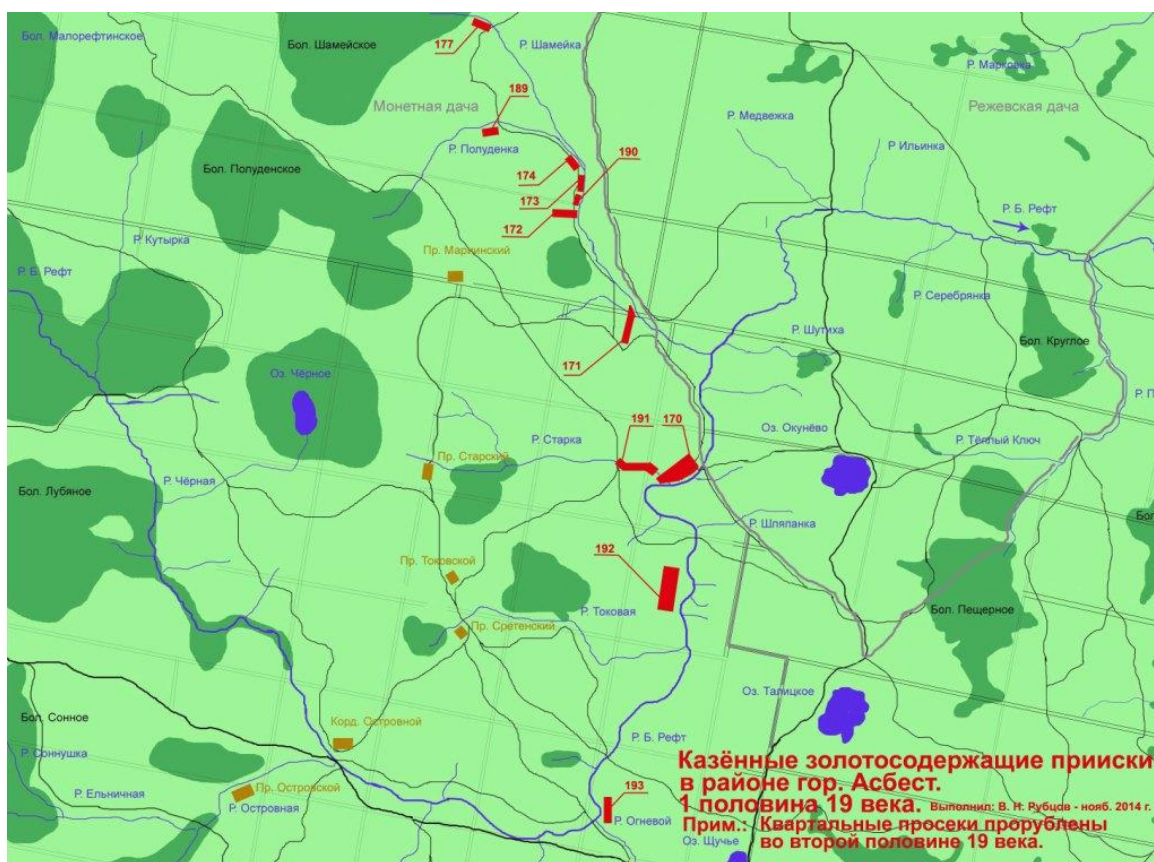 Бол. Малорефтинское
Бол. Шамейское
177
Р. Шамейка
Р. Марковка
Монетная дача
189
Режевская дача
Р. Медвежка
Р. Полуденка
190
Р. Ильинка
Бол. Полуденское
174
173
172
Р. Б. Рефт
Р. Кутырка
Пр. Мариинский
Р. Б. Рефт
Р. Серебрянка
Р. Шутиха
Бол. Круглое
171
Оз. Чёрное
191
170
Оз. Окунёво
Р. Старка
Р. Тёплый Ключ
Пр. Старский
Р. Чёрная
Бол. Лубяное
Р. Шляпанка
192
Пр. Токовской
Р. Токовая
Бол. Пещерное
Пр. Сретенский
Оз. Талицкое
Бол. Сонное
Корд. Островной
Р. Соннушка
Р. Б. Рефт
Казённые золотосодержащие прииски
в районе гор. Асбест.
Пр. Островской
193
Р. Ельничная
Р. Островная
1 половина 19 века. Выполнил: В. Н. Рубцов - нояб. 2014 г.
Р. Огневой
Прим.: Квартальные просеки прорублены
во второй половине 19 века.
Оз. Щучье